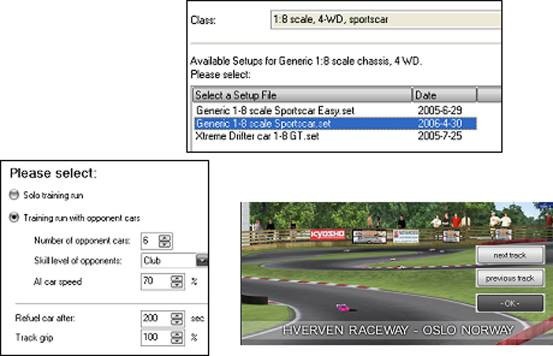 Class: 1:8 scale, 4-WD, sportscar
Available Setups for Generic 1:8 scale chassis, 4 WD.
Please select:
Select a Setup File Date
Generic 1-8 scale Sportscar Easy.set 2005-6-29
Generic 1-8 scale Sportscar.set 2006-4-30
Xtreme Drifter car 1-8 GT.set 2005-7-25
Please select:
Solo training run
Training run with opponent cars
Number of opponent cars: 6
Skill level of opponents: Club
AI car speed 70 %
Refuel car after: 200 sec
Track grip 100 %
KYOSHO
next track
previous track
- OK -
HVERVEN RACEWAY - OSLO NORWAY